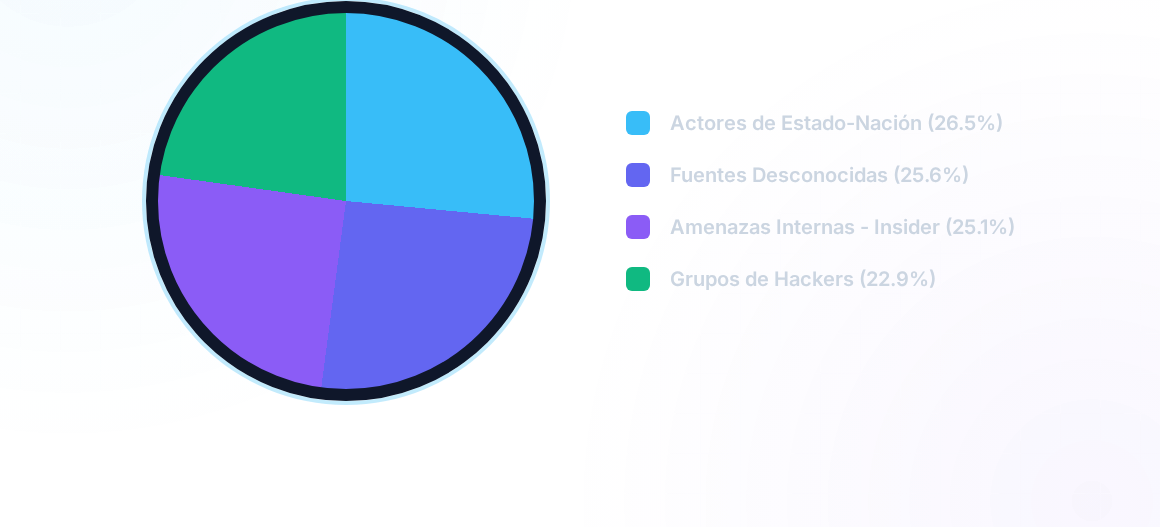 Actores de Estado-Nación (26.5%)
Fuentes Desconocidas (25.6%)
Amenazas Internas - Insider (25.1%)
Grupos de Hackers (22.9%)